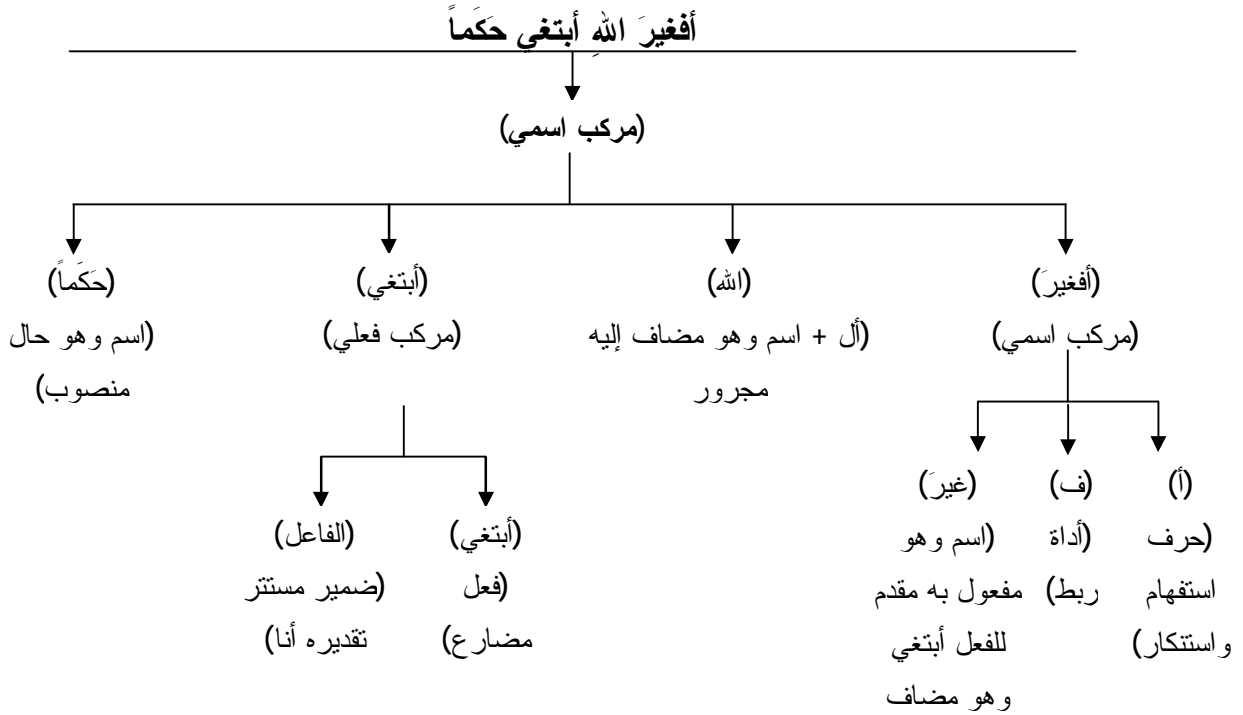 أفغيرَ اللهِ أبتغي حَكَماً
(مركب اسمي)
(أفغيرَ) (الله) (أبتغي) (حَكَماً)
(مركب اسمي) (أل + اسم وهو مضاف إليه (مركب فعلي) (اسم وهو حال
مجرور منصوب)
(أ) (ف) (غيرَ) (أبتغي) (الفاعل)
(حرف (أداة (اسم وهو (فعل (ضمير مستتر
استفهام ربط) مفعول به مقدم مضارع) تقديره أنا)
واستنكار) للفعل أبتغي
وهو مضاف